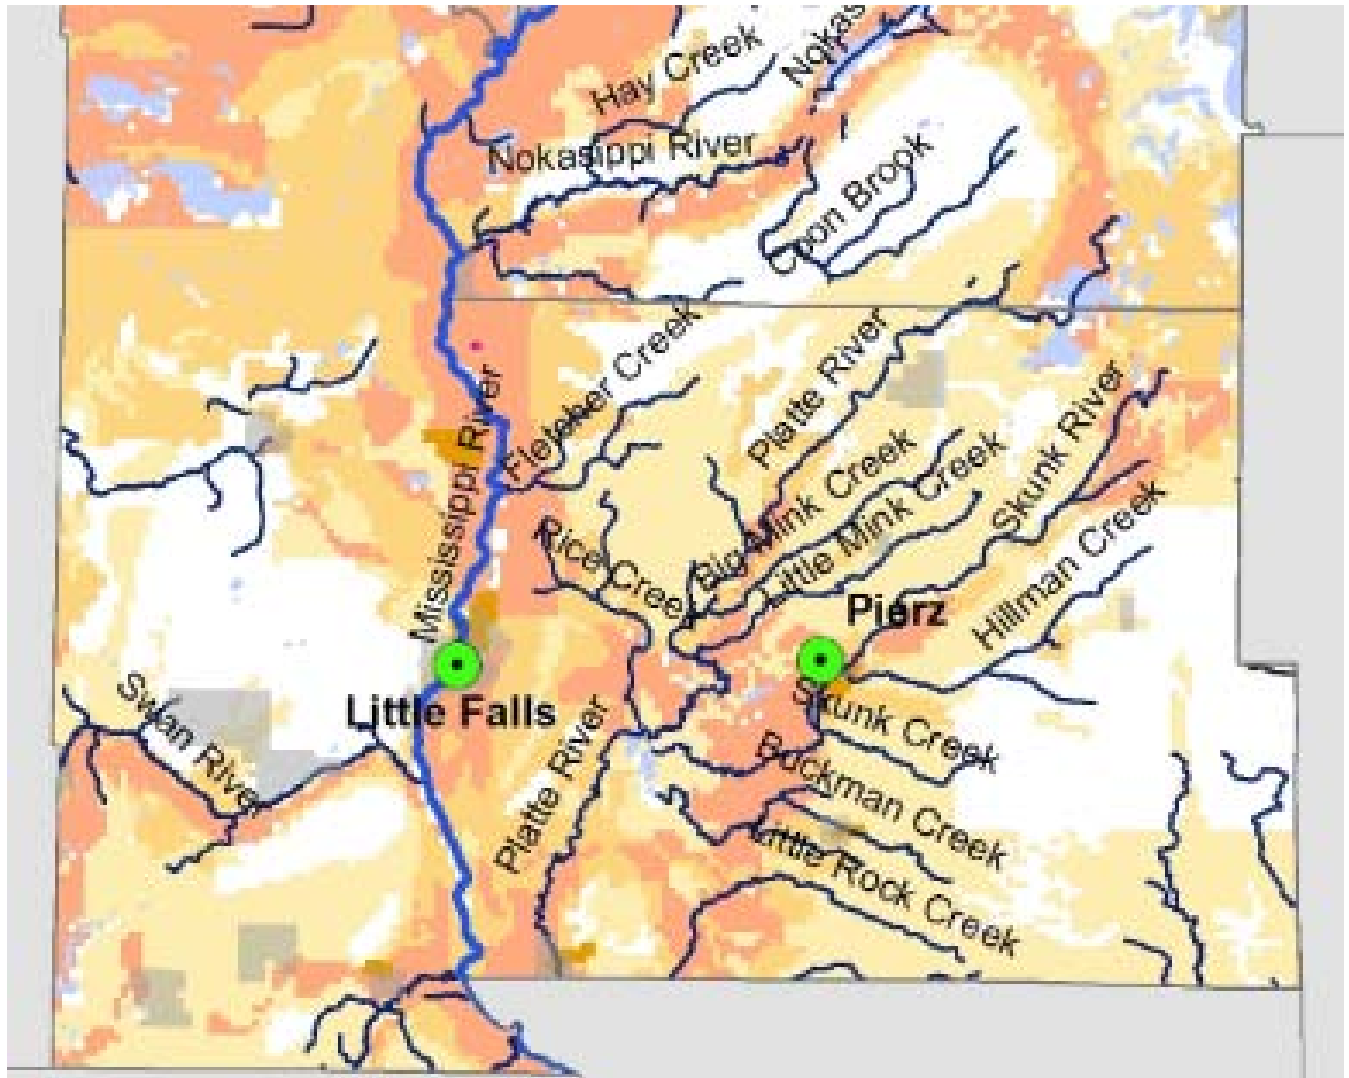 Hay Creek
Nokas
Nokasippi River
Coon Brook
Fletcher Creek
Platte River
Mississippi River
Big Mink Creek
Little Mink Creek
Skunk River
Hillman Creek
Rice Creek
Pierz
Little Falls
Swan River
Skunk Creek
Platte River
Buckman Creek
Little Rock Creek